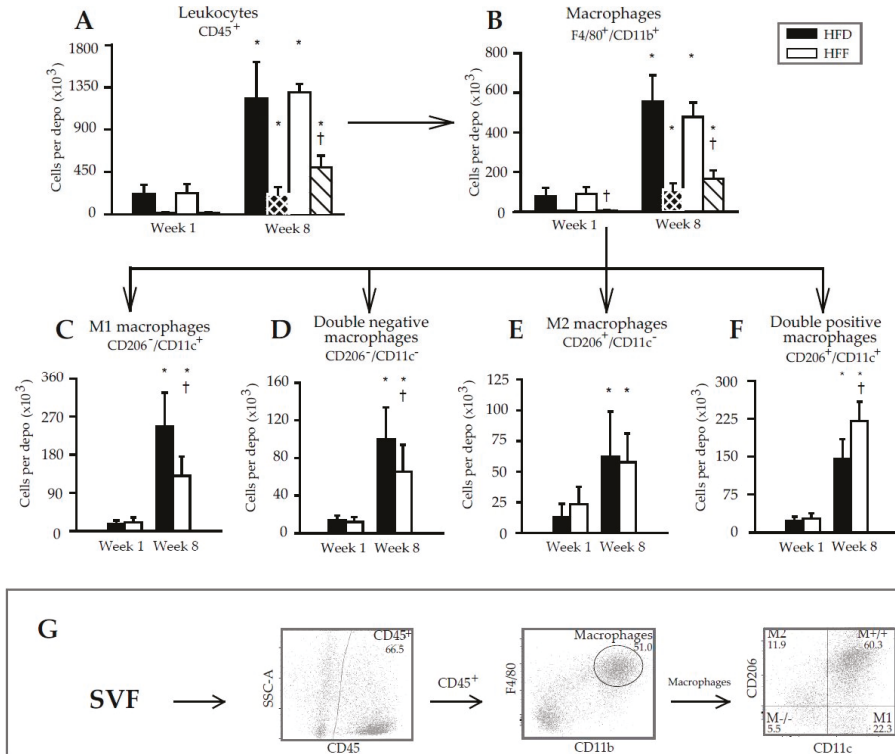 A
Leukocytes
CD45+
Cells per depo (x10³)
1800
1350
900
450
0
* *
* *
†
Week 1 Week 8
B
Macrophages
F4/80+/CD11b+
Cells per depo (x10³)
800
600
400
200
0
* *
* *
† †
Week 1 Week 8
HFD
HFF
C
M1 macrophages
CD206-/CD11c+
Cells per depo (x10³)
360
270
180
90
0
* *
†
Week 1 Week 8
D
Double negative
macrophages
CD206-/CD11c-
Cells per depo (x10³)
160
120
80
40
0
* *
†
Week 1 Week 8
E
M2 macrophages
CD206+/CD11c-
Cells per depo (x10³)
125
100
75
50
25
0
* *
Week 1 Week 8
F
Double positive
macrophages
CD206+/CD11c+
Cells per depo (x10³)
300
225
150
75
0
* *
†
Week 1 Week 8
G
SVF
SSC-A
CD45+
66.5
CD45
CD45+
F4/80
Macrophages
51.0
CD11b
Macrophages
CD206
M2
11.9
M+/+
60.3
M-/-
5.5
M1
22.3
CD11c